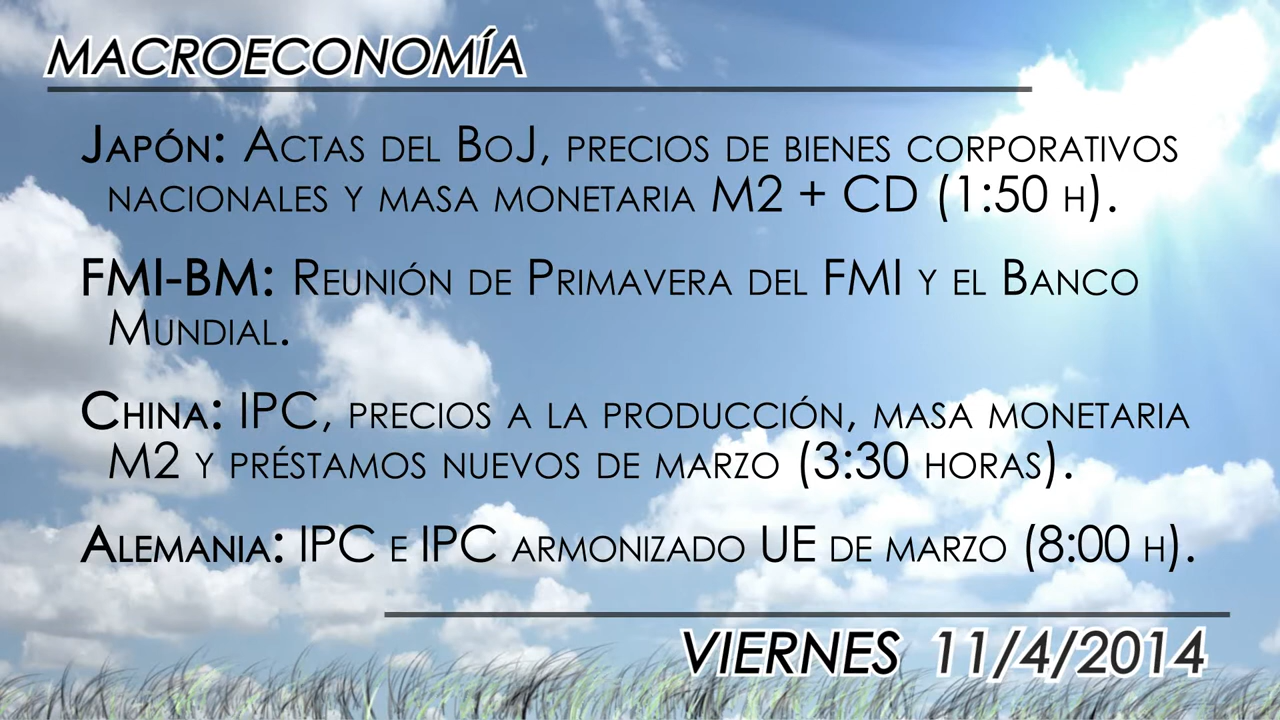 MACROECONOMÍA
Japón: Actas del BoJ, precios de bienes corporativos
nacionales y masa monetaria M2 + CD (1:50 h).
FMI-BM: Reunión de Primavera del FMI y el Banco
Mundial.
China: IPC, precios a la producción, masa monetaria
M2 y préstamos nuevos de marzo (3:30 horas).
Alemania: IPC e IPC armonizado UE de marzo (8:00 h).
VIERNES 11/4/2014